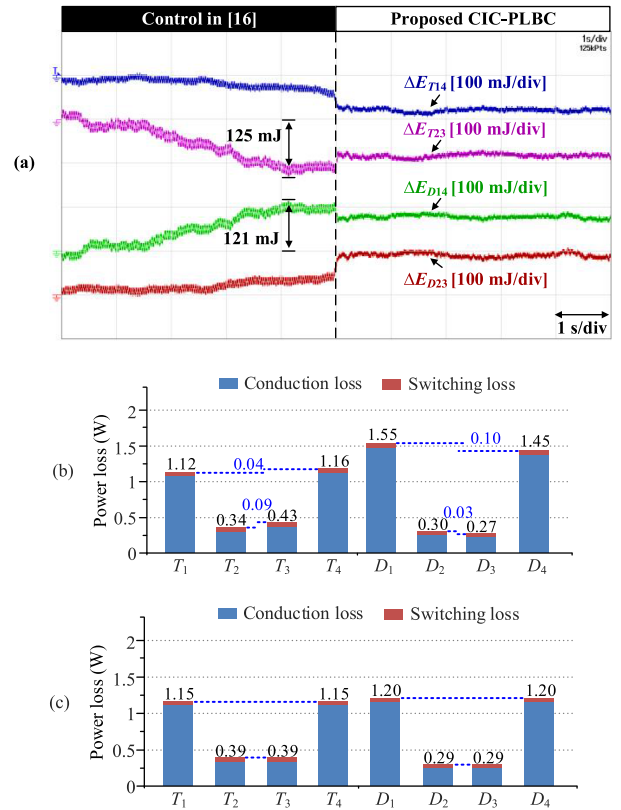 Control in [16] Proposed CIC-PLBC
1s/div
125kPts
ΔE_T14 [100 mJ/div]
125 mJ
ΔE_T23 [100 mJ/div]
(a)
ΔE_D14 [100 mJ/div]
121 mJ
ΔE_D23 [100 mJ/div]
1 s/div
Conduction loss Switching loss
(b)
Power loss (W)
2
1.5
1
0.5
0
1.12 0.04 1.16 1.55 0.10 1.45
0.34 0.09 0.43 0.30 0.03 0.27
T1 T2 T3 T4 D1 D2 D3 D4
Conduction loss Switching loss
(c)
Power loss (W)
2
1.5
1
0.5
0
1.15 1.15 1.20 1.20
0.39 0.39 0.29 0.29
T1 T2 T3 T4 D1 D2 D3 D4